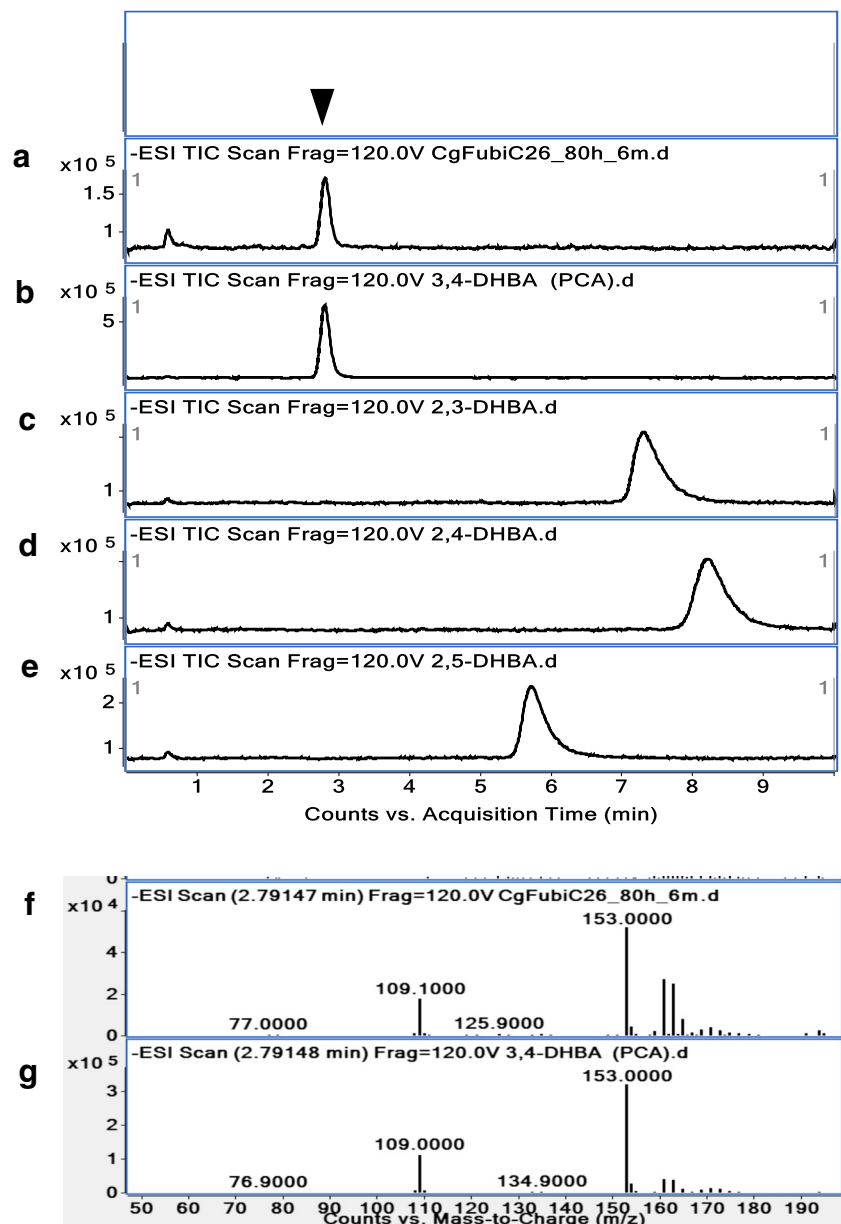 a
-ESI TIC Scan Frag=120.0V CgFubiC26_80h_6m.d
x10 5
1 1
1.5
1
b
-ESI TIC Scan Frag=120.0V 3,4-DHBA (PCA).d
x10 5
1 1
5
c
-ESI TIC Scan Frag=120.0V 2,3-DHBA.d
x10 5
1 1
1
d
-ESI TIC Scan Frag=120.0V 2,4-DHBA.d
x10 5
1 1
1
e
-ESI TIC Scan Frag=120.0V 2,5-DHBA.d
x10 5
1 1
2
1
1 2 3 4 5 6 7 8 9
Counts vs. Acquisition Time (min)
0
f
-ESI Scan (2.79147 min) Frag=120.0V CgFubiC26_80h_6m.d
x10 4
153.0000
4
109.1000
2
77.0000 125.9000
0
g
-ESI Scan (2.79148 min) Frag=120.0V 3,4-DHBA (PCA).d
x10 5
153.0000
3
2
109.0000
1
76.9000 134.9000
0
50 60 70 80 90 100 110 120 130 140 150 160 170 180 190
Counts vs. Mass-to-Charge (m/z)